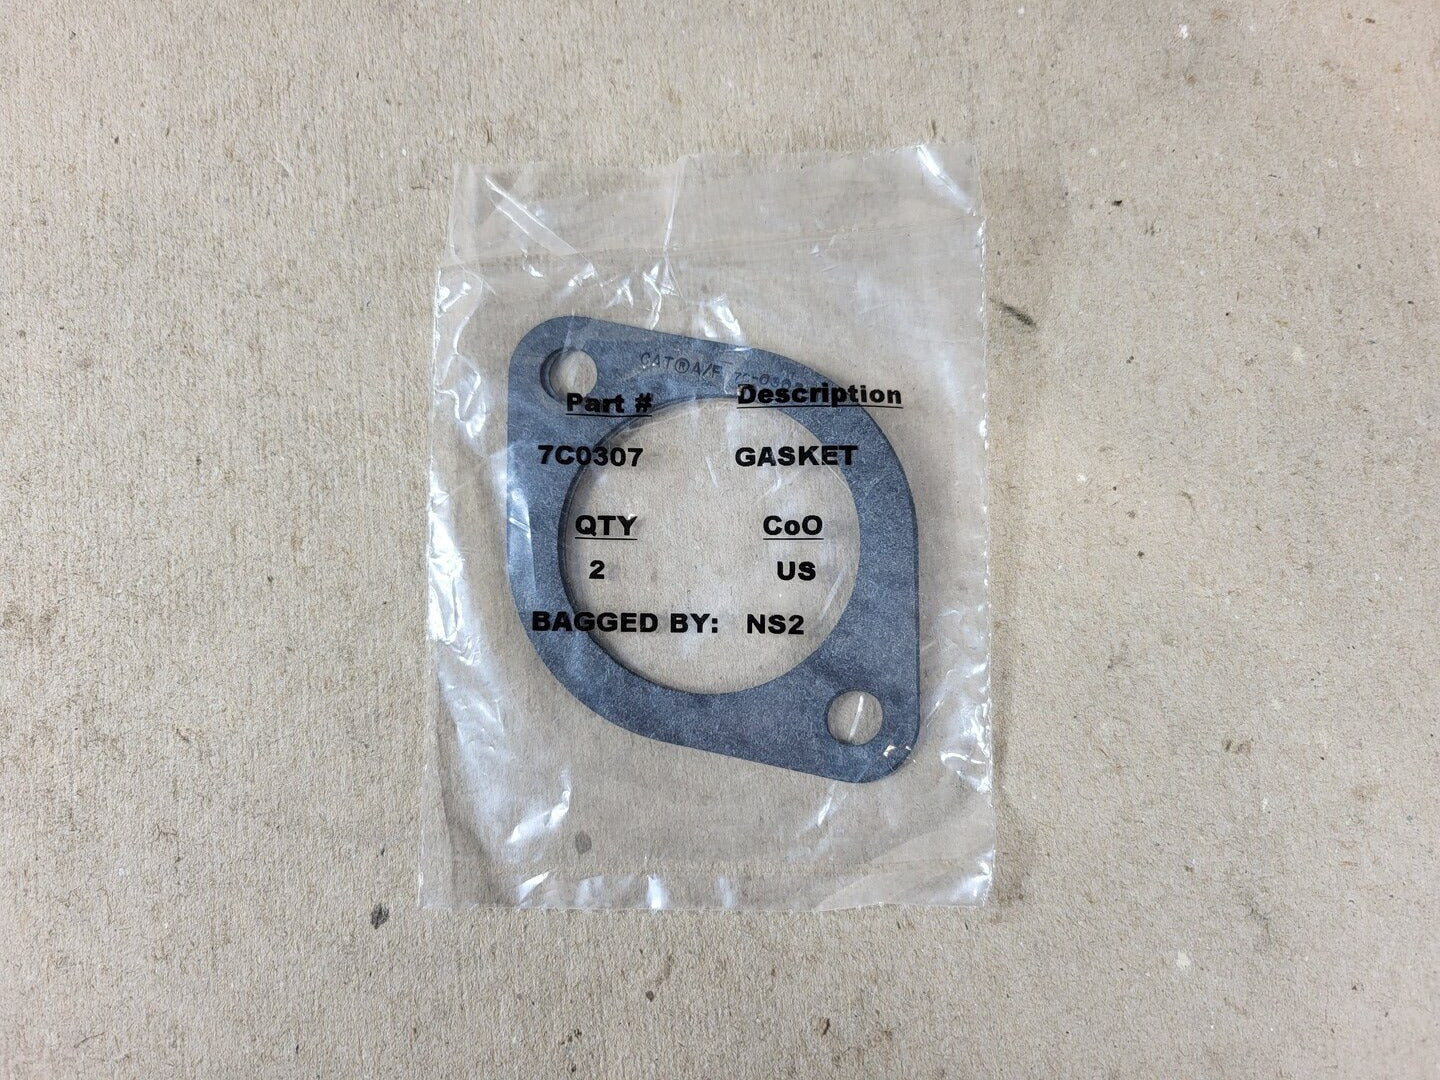 CAT®A/F
Part # Description
7C0307 GASKET
QTY CoO
2 US
BAGGED BY: NS2